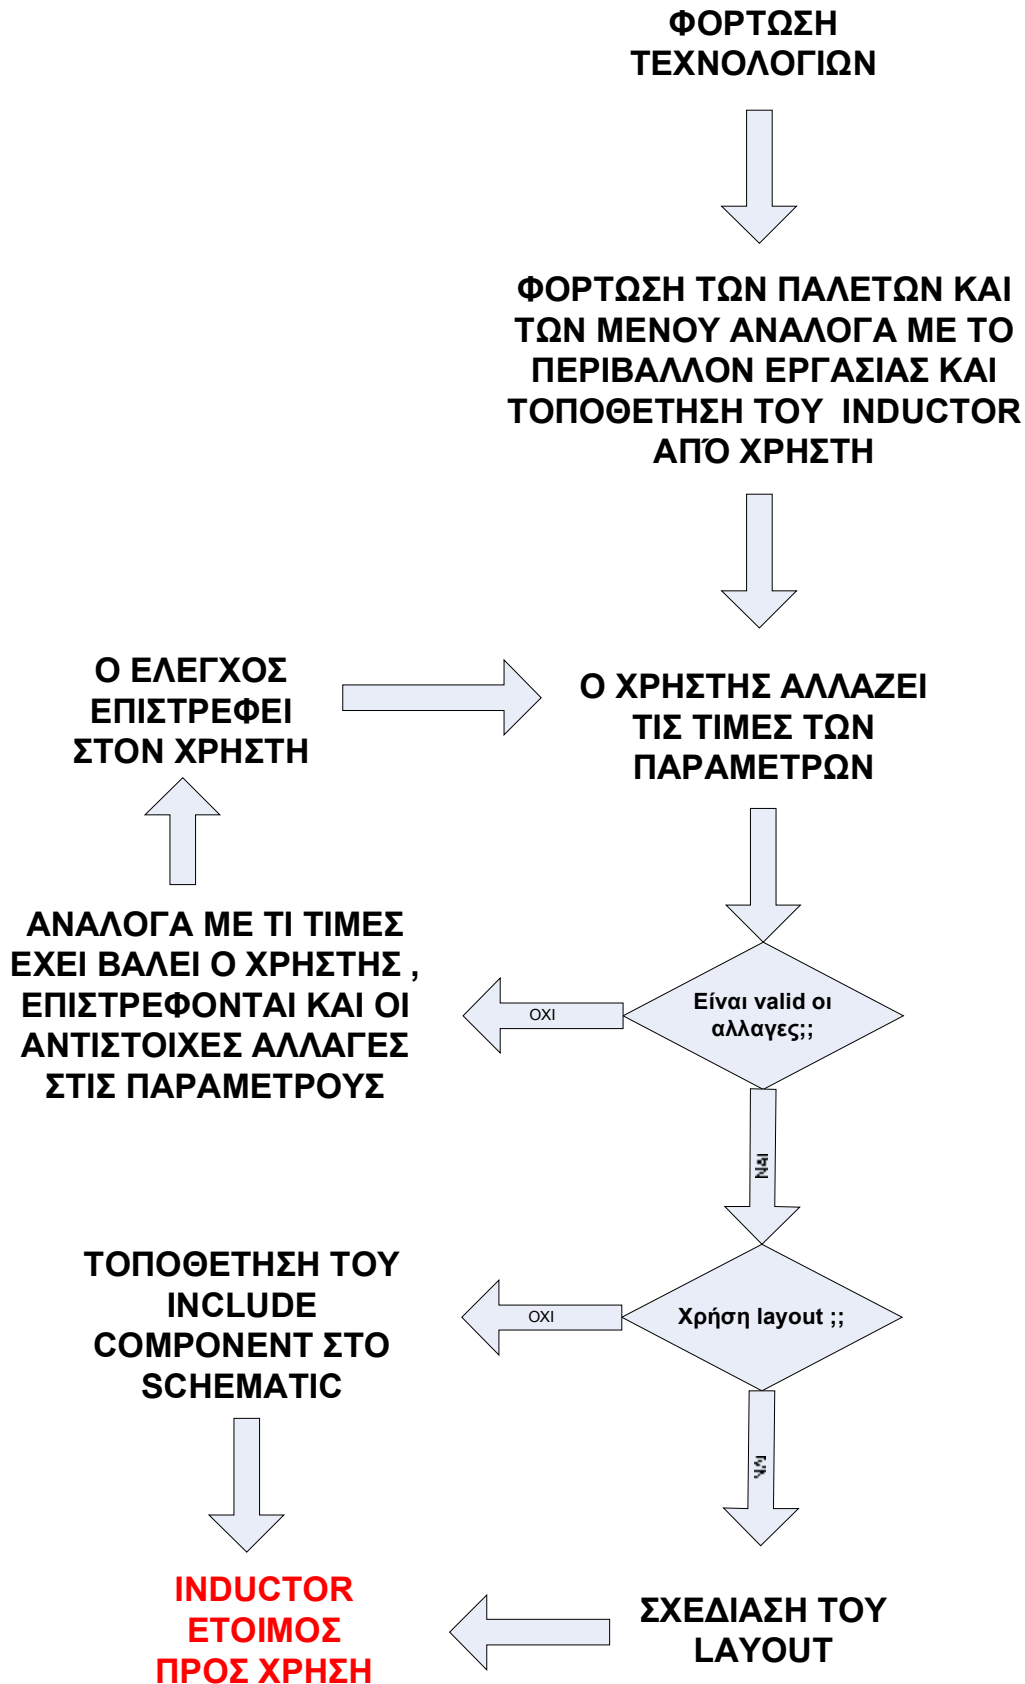 ΦΟΡΤΩΣΗ
ΤΕΧΝΟΛΟΓΙΩΝ
ΦΟΡΤΩΣΗ ΤΩΝ ΠΑΛΕΤΩΝ ΚΑΙ
ΤΩΝ ΜΕΝΟΥ ΑΝΑΛΟΓΑ ΜΕ ΤΟ
ΠΕΡΙΒΑΛΛΟΝ ΕΡΓΑΣΙΑΣ ΚΑΙ
ΤΟΠΟΘΕΤΗΣΗ ΤΟΥ INDUCTOR
ΑΠΌ ΧΡΗΣΤΗ
Ο ΕΛΕΓΧΟΣ
ΕΠΙΣΤΡΕΦΕΙ
ΣΤΟΝ ΧΡΗΣΤΗ
Ο ΧΡΗΣΤΗΣ ΑΛΛΑΖΕΙ
ΤΙΣ ΤΙΜΕΣ ΤΩΝ
ΠΑΡΑΜΕΤΡΩΝ
ΑΝΑΛΟΓΑ ΜΕ ΤΙ ΤΙΜΕΣ
ΕΧΕΙ ΒΑΛΕΙ Ο ΧΡΗΣΤΗΣ ,
ΕΠΙΣΤΡΕΦΟΝΤΑΙ ΚΑΙ ΟΙ
ΑΝΤΙΣΤΟΙΧΕΣ ΑΛΛΑΓΕΣ
ΣΤΙΣ ΠΑΡΑΜΕΤΡΟΥΣ
ΟΧΙ
Είναι valid οι
αλλαγες;;
ΝΑΙ
ΤΟΠΟΘΕΤΗΣΗ ΤΟΥ
INCLUDE
COMPONENT ΣΤΟ
SCHEMATIC
ΟΧΙ
Χρήση layout ;;
ΝΑΙ
INDUCTOR
ΕΤΟΙΜΟΣ
ΠΡΟΣ ΧΡΗΣΗ
ΣΧΕΔΙΑΣΗ ΤΟΥ
LAYOUT